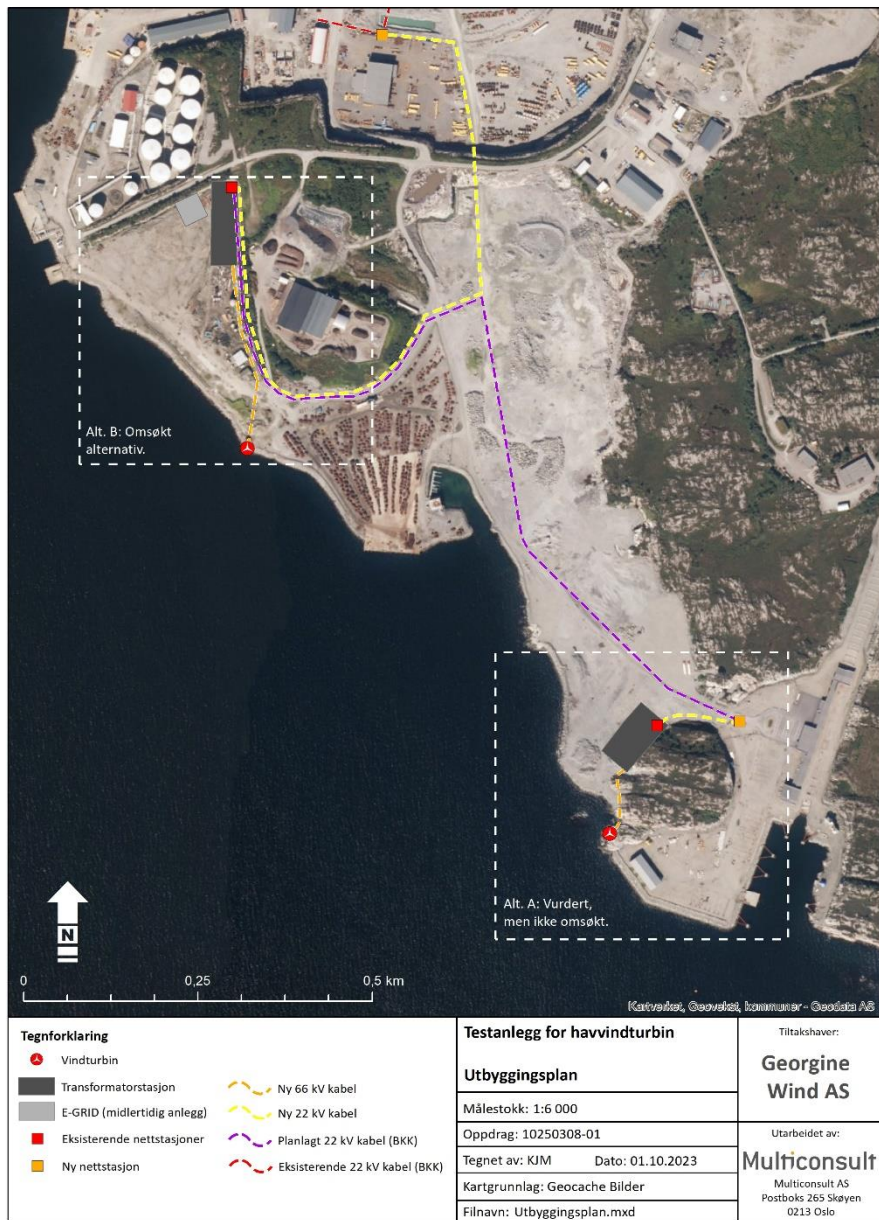 Alt. B: Omsøkt
alternativ.
Alt. A: Vurdert,
men ikke omsøkt.
N
0
0,25
0,5 km
Kartverket, Geovekst, kommuner - Geodata AS
Tegnforklaring
Vindturbin
Transformatorstasjon
E-GRID (midlertidig anlegg)
Eksisterende nettstasjoner
Ny nettstasjon
Ny 66 kV kabel
Ny 22 kV kabel
Planlagt 22 kV kabel (BKK)
Eksisterende 22 kV kabel (BKK)
Testanlegg for havvindturbin
Utbyggingsplan
Målestokk: 1:6 000
Oppdrag: 10250308-01
Tegnet av: KJM Dato: 01.10.2023
Kartgrunnlag: Geocache Bilder
Filnavn: Utbyggingsplan.mxd
Tiltakshaver:
Georgine
Wind AS
Utarbeidet av:
Multiconsult
Multiconsult AS
Postboks 265 Skøyen
0213 Oslo